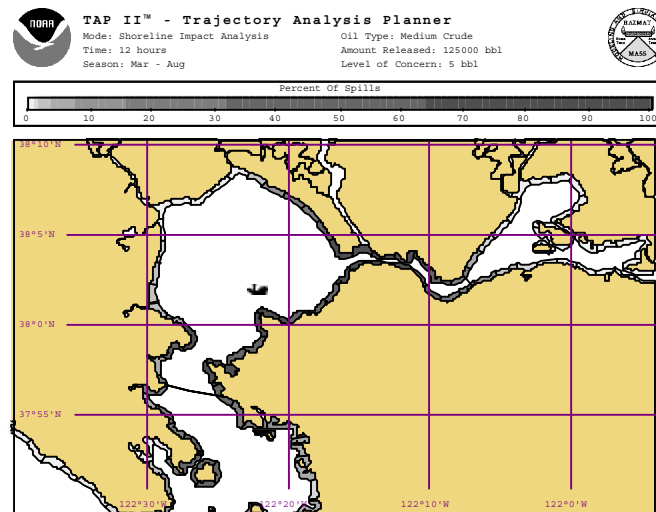 NOAA
TAP II™ - Trajectory Analysis Planner
Mode: Shoreline Impact Analysis
Oil Type: Medium Crude
Time: 12 hours
Amount Released: 125000 bbl
Season: Mar - Aug
Level of Concern: 5 bbl
HAZMAT
MASS
Percent Of Spills
0 10 20 30 40 50 60 70 80 90 100
38°10'N
38°5'N
38°0'N
37°55'N
122°30'W 122°20'W 122°10'W 122°0'W